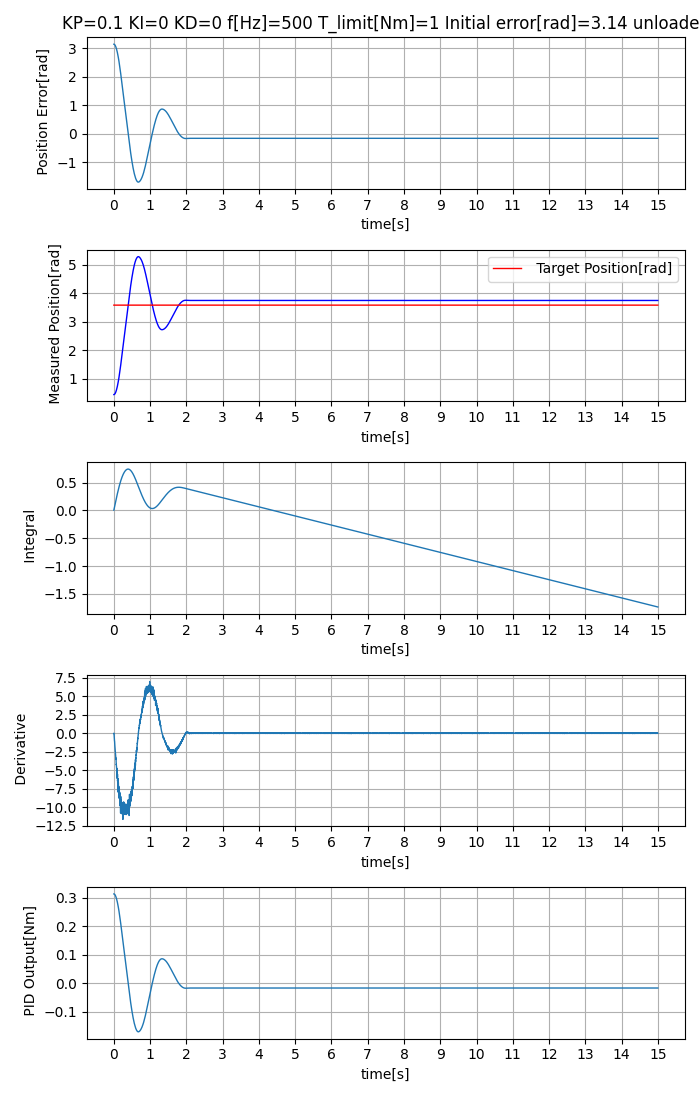 KP=0.1 KI=0 KD=0 f[Hz]=500 T_limit[Nm]=1 Initial error[rad]=3.14 unloade
Position Error[rad]
3
2
1
0
−1
0 1 2 3 4 5 6 7 8 9 10 11 12 13 14 15
time[s]
Measured Position[rad]
Target Position[rad]
5
4
3
2
1
0 1 2 3 4 5 6 7 8 9 10 11 12 13 14 15
time[s]
Integral
0.5
0.0
−0.5
−1.0
−1.5
0 1 2 3 4 5 6 7 8 9 10 11 12 13 14 15
time[s]
Derivative
7.5
5.0
2.5
0.0
−2.5
−5.0
−7.5
−10.0
−12.5
0 1 2 3 4 5 6 7 8 9 10 11 12 13 14 15
time[s]
PID Output[Nm]
0.3
0.2
0.1
0.0
−0.1
0 1 2 3 4 5 6 7 8 9 10 11 12 13 14 15
time[s]